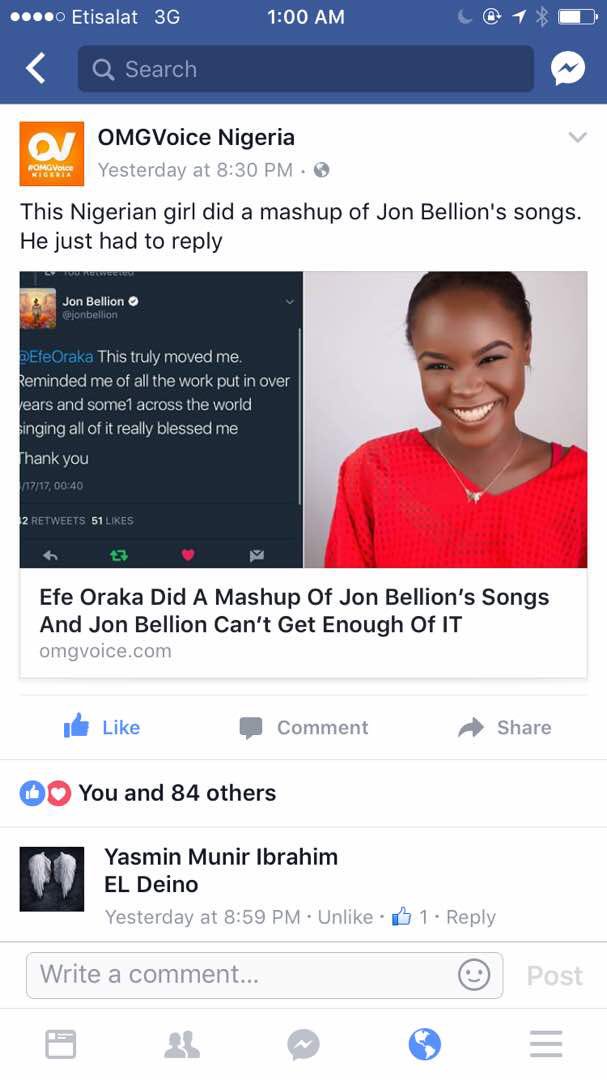 Etisalat 3G 1:00 AM
Search
OMGVoice Nigeria
Yesterday at 8:30 PM ·
OV
#OMGVoice
NIGERIA
This Nigerian girl did a mashup of Jon Bellion's songs.
He just had to reply
You Retweeted
Jon Bellion
@jonbellion
@EfeOraka This truly moved me.
Reminded me of all the work put in over
years and some1 across the world
singing all of it really blessed me
Thank you
/17/17, 00:40
12 RETWEETS 51 LIKES
Efe Oraka Did A Mashup Of Jon Bellion's Songs
And Jon Bellion Can't Get Enough Of IT
omgvoice.com
Like Comment Share
You and 84 others
Yasmin Munir Ibrahim
EL Deino
Yesterday at 8:59 PM · Unlike · 1 · Reply
Write a comment... Post